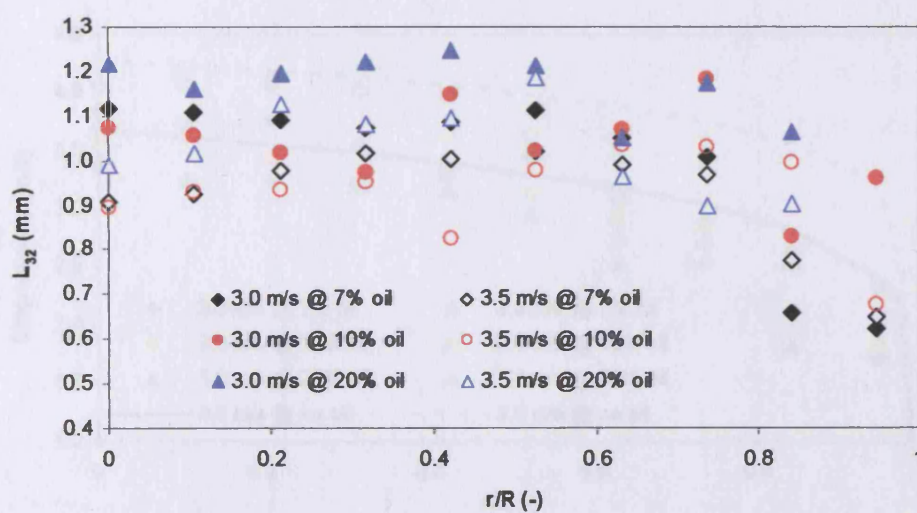 1.3
1.2
1.1
1.0
0.9
0.8
0.7
0.6
0.5
0.4
L32 (mm)
3.0 m/s @ 7% oil
3.5 m/s @ 7% oil
3.0 m/s @ 10% oil
3.5 m/s @ 10% oil
3.0 m/s @ 20% oil
3.5 m/s @ 20% oil
0
0.2
0.4
0.6
0.8
1
r/R (-)